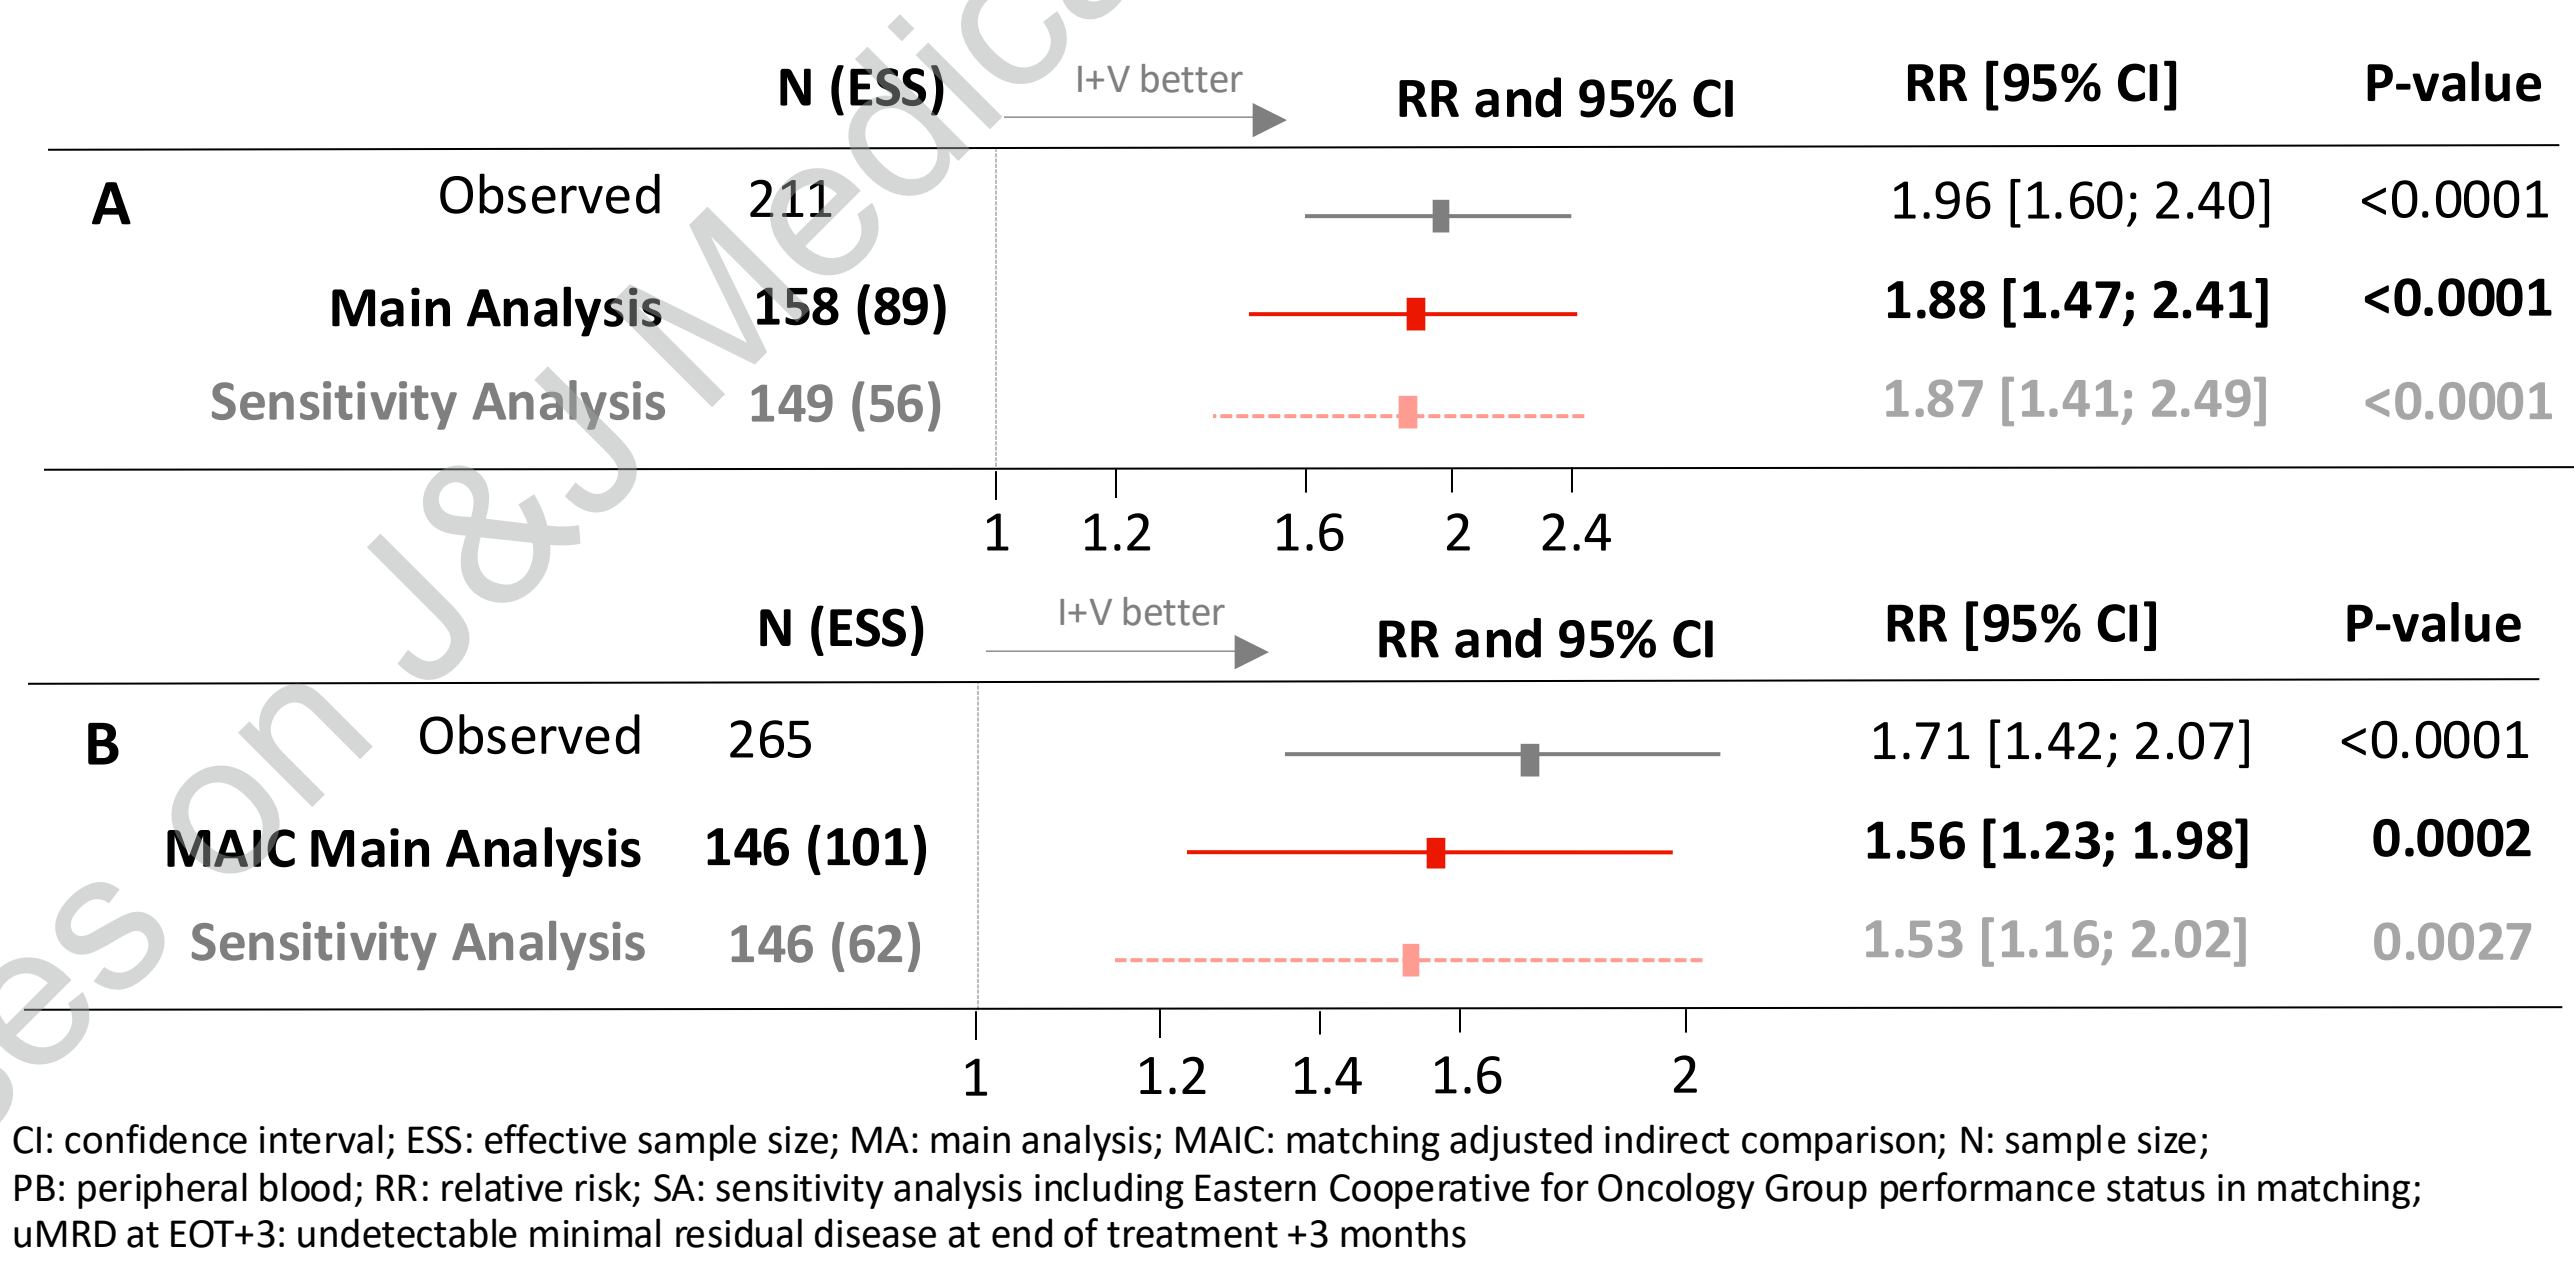 N (ESS) I+V better RR and 95% CI RR [95% CI] P-value
A Observed 211 1.96 [1.60; 2.40] <0.0001
Main Analysis 158 (89) 1.88 [1.47; 2.41] <0.0001
Sensitivity Analysis 149 (56) 1.87 [1.41; 2.49] <0.0001
1 1.2 1.6 2 2.4
N (ESS) I+V better RR and 95% CI RR [95% CI] P-value
B Observed 265 1.71 [1.42; 2.07] <0.0001
MAIC Main Analysis 146 (101) 1.56 [1.23; 1.98] 0.0002
Sensitivity Analysis 146 (62) 1.53 [1.16; 2.02] 0.0027
1 1.2 1.4 1.6 2
CI: confidence interval; ESS: effective sample size; MA: main analysis; MAIC: matching adjusted indirect comparison; N: sample size;
PB: peripheral blood; RR: relative risk; SA: sensitivity analysis including Eastern Cooperative for Oncology Group performance status in matching;
uMRD at EOT+3: undetectable minimal residual disease at end of treatment +3 months
on J&J